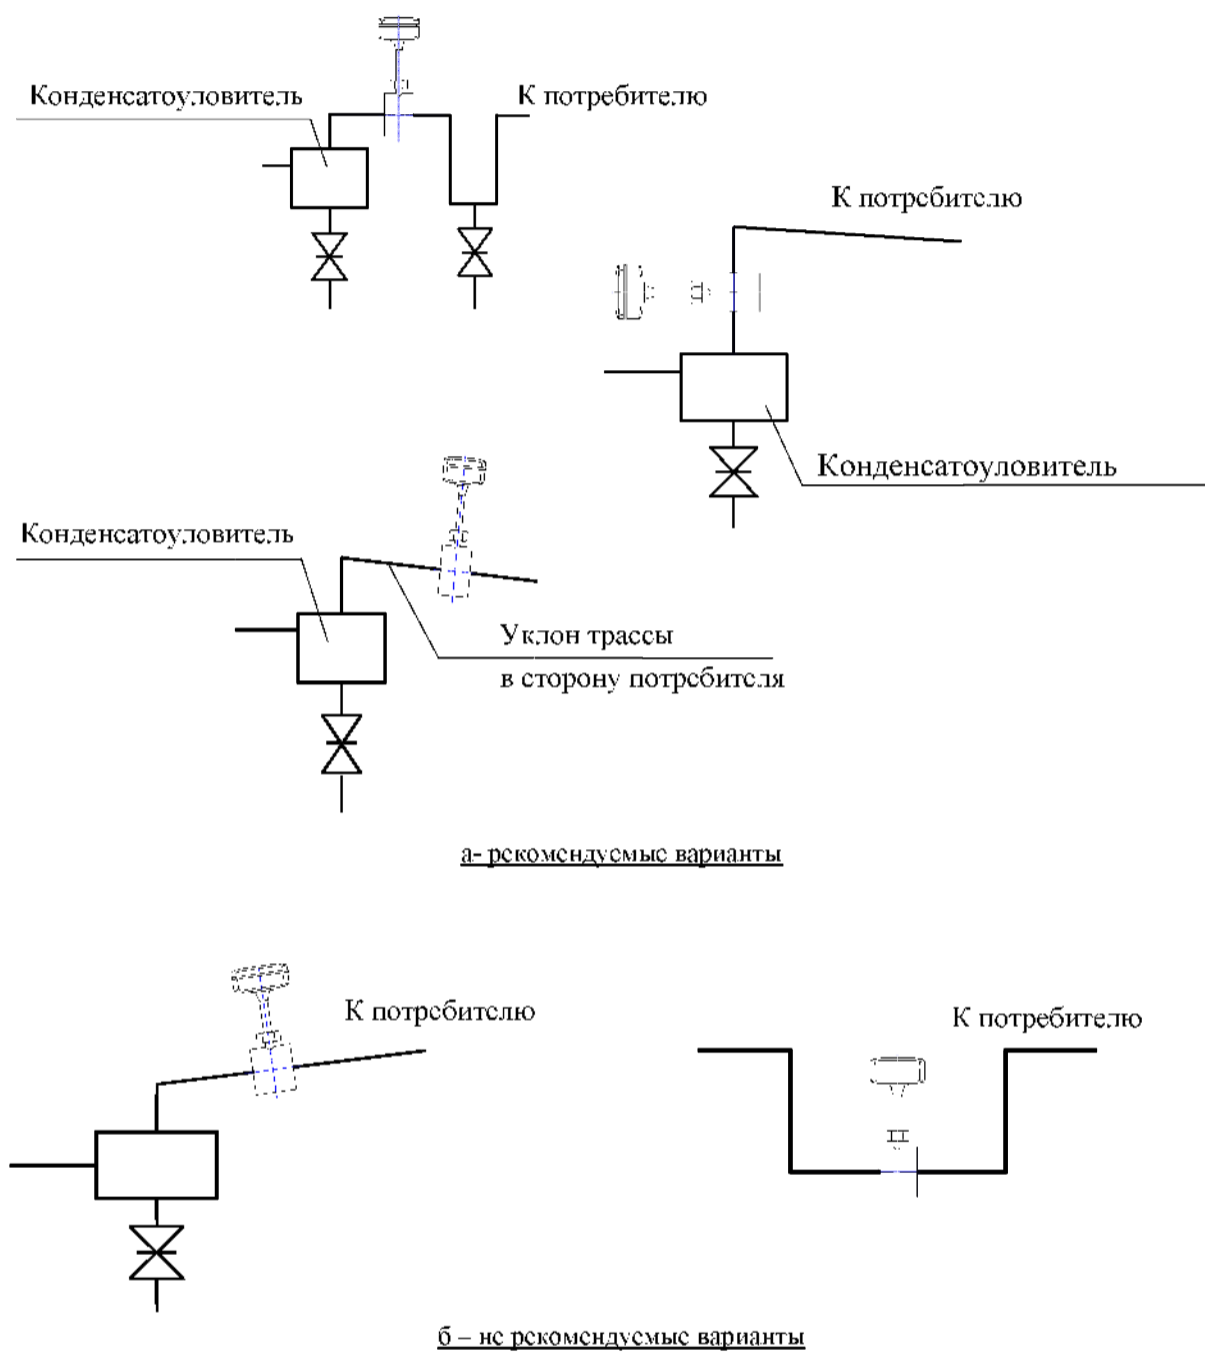 Конденсатоуловитель
К потребителю
К потребителю
Конденсатоуловитель
Конденсатоуловитель
Уклон трассы
в сторону потребителя
а- рекомендуемые варианты
К потребителю
К потребителю
б – не рекомендуемые варианты